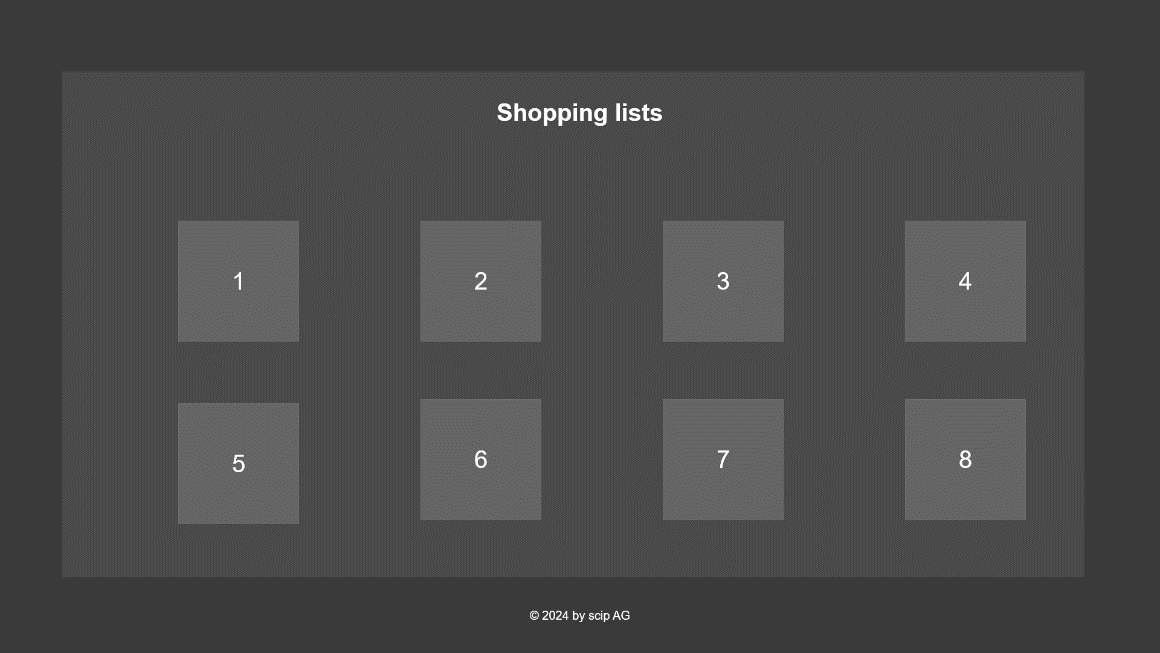 Shopping lists
1 2 3 4
5 6 7 8
© 2024 by scip AG